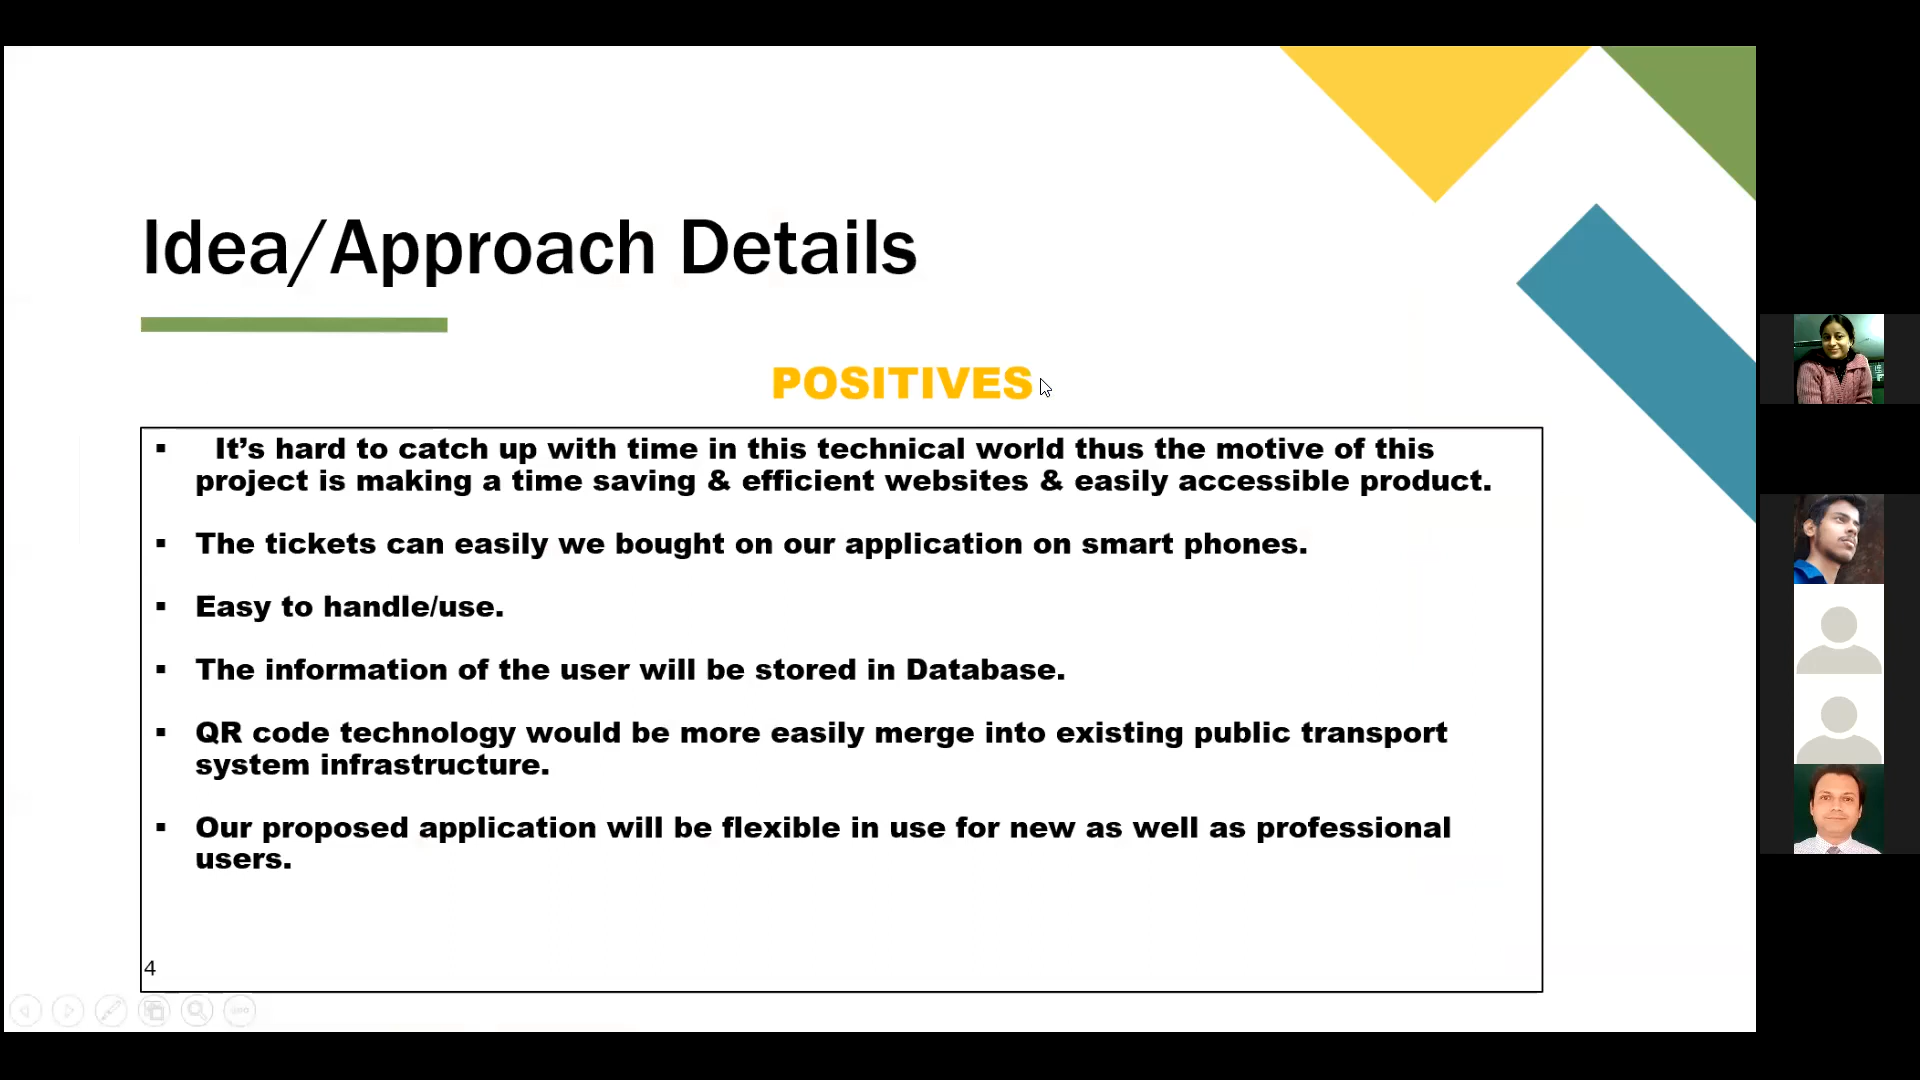 Idea/Approach Details
POSITIVES
▪ It’s hard to catch up with time in this technical world thus the motive of this
project is making a time saving & efficient websites & easily accessible product.
▪ The tickets can easily we bought on our application on smart phones.
▪ Easy to handle/use.
▪ The information of the user will be stored in Database.
▪ QR code technology would be more easily merge into existing public transport
system infrastructure.
▪ Our proposed application will be flexible in use for new as well as professional
users.
4